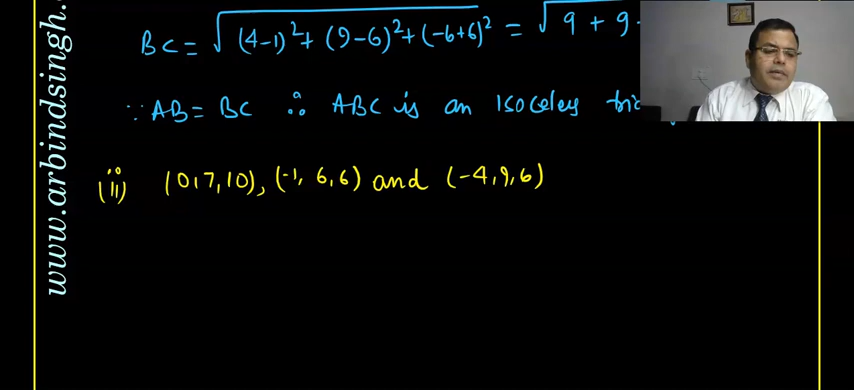 www.arbindsingh.
BC = √(4-1)²+ (9-6)²+(-6+6)² = √9 + 9
∵ AB = BC ∴ ABC is an Isoceley
(ii) (0,7,10), (-1, 6,6) and (-4,9,6)